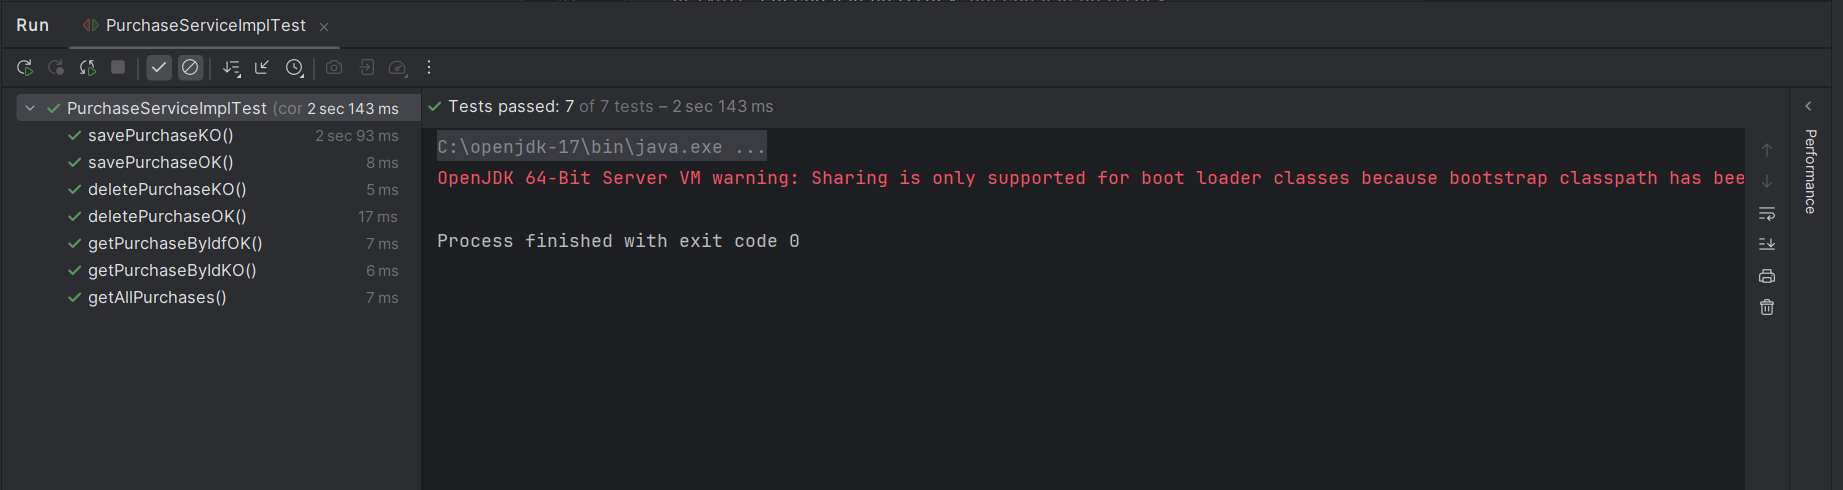 Run PurchaseServiceImplTest
PurchaseServiceImplTest (cor 2 sec 143 ms
savePurchaseKO() 2 sec 93 ms
savePurchaseOK() 8 ms
deletePurchaseKO() 5 ms
deletePurchaseOK() 17 ms
getPurchaseByIdfOK() 7 ms
getPurchaseByIdKO() 6 ms
getAllPurchases() 7 ms
Tests passed: 7 of 7 tests – 2 sec 143 ms
C:\openjdk-17\bin\java.exe ...
OpenJDK 64-Bit Server VM warning: Sharing is only supported for boot loader classes because bootstrap classpath has bee
Process finished with exit code 0
Performance